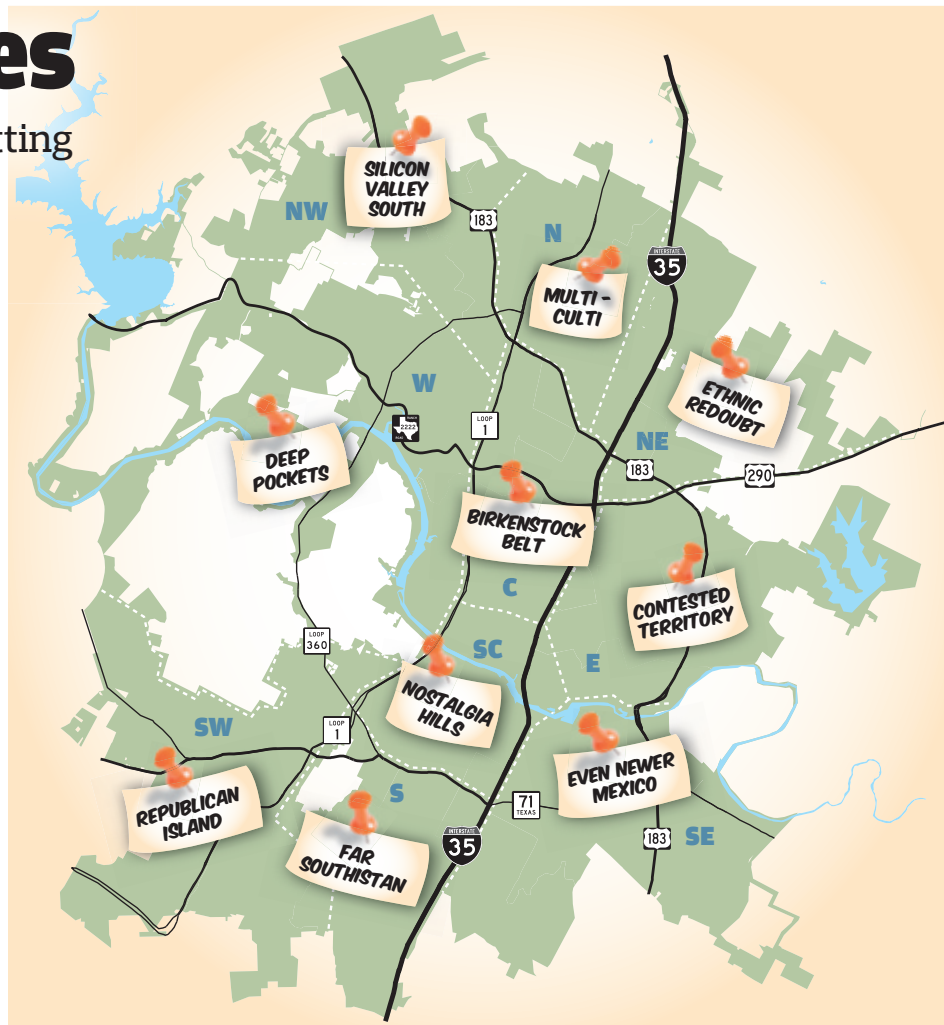 es
tting
SILICON
VALLEY
SOUTH
NW
183
N
INTERSTATE
35
MULTI -
CULTI
ETHNIC
REDOUBT
W
RANCH
2222
ROAD
LOOP
1
NE
183
290
DEEP
POCKETS
BIRKENSTOCK
BELT
C
CONTESTED
TERRITORY
LOOP
360
SC
E
NOSTALGIA
HILLS
SW
LOOP
1
EVEN NEWER
MEXICO
REPUBLICAN
ISLAND
S
71
TEXAS
183
SE
FAR
SOUTHISTAN
INTERSTATE
35